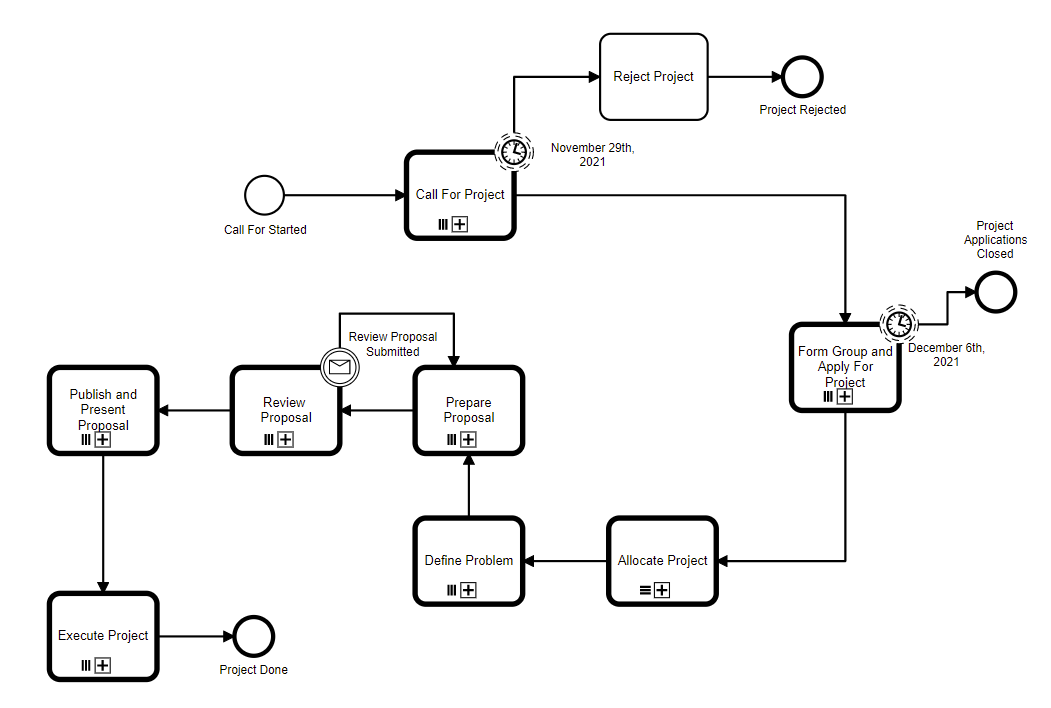 Reject Project
Project Rejected
November 29th,
2021
Call For Project
Call For Started
Project
Applications
Closed
December 6th,
2021
Form Group and
Apply For
Project
Review Proposal
Submitted
Publish and
Present
Proposal
Review
Proposal
Prepare
Proposal
Define Problem
Allocate Project
Execute Project
Project Done